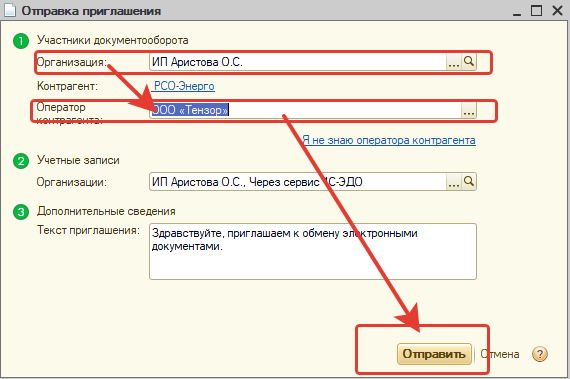 Отправка приглашения
1 Участники документооборота
Организация: ИП Аристова О.С. ...
Контрагент: РСО-Энерго
Оператор контрагента: ООО «Тензор» ...
Я не знаю оператора контрагента
2 Учетные записи
Организации: ИП Аристова О.С., Через сервис 1С-ЭДО ...
3 Дополнительные сведения
Текст приглашения: Здравствуйте, приглашаем к обмену электронными
документами.
Отправить Отмена ?